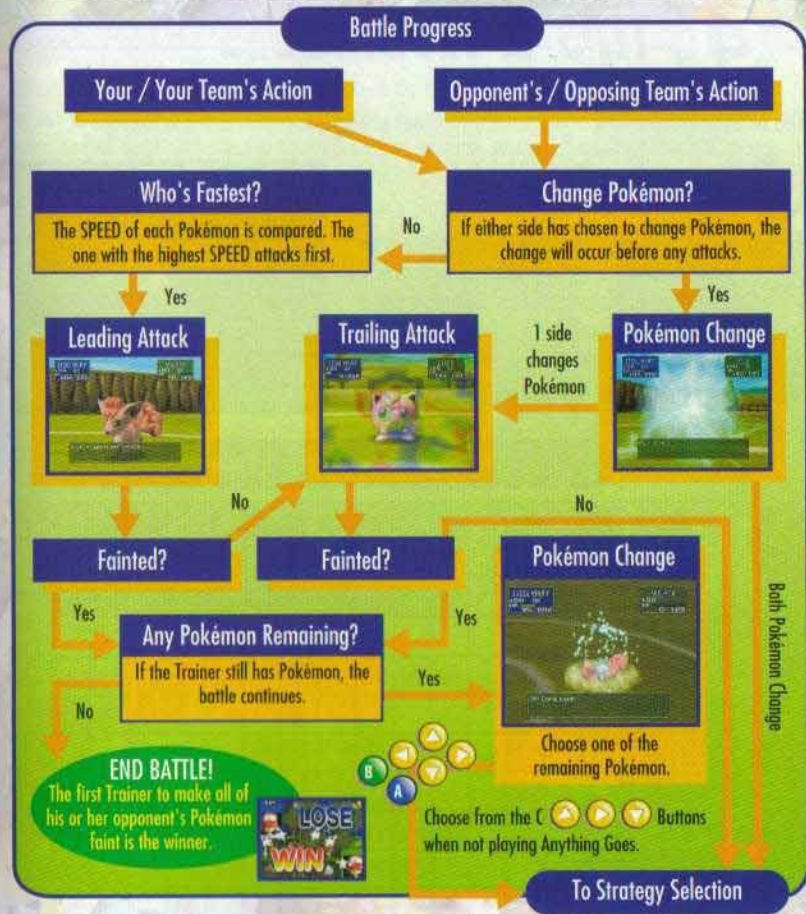 Battle Progress
Your / Your Team's Action
Opponent's / Opposing Team's Action
Who's Fastest?
The SPEED of each Pokémon is compared. The
one with the highest SPEED attacks first.
No
Change Pokémon?
If either side has chosen to change Pokémon, the
change will occur before any attacks.
Yes
Yes
Leading Attack
Trailing Attack
1 side
changes
Pokémon
Pokémon Change
No
No
Fainted?
Fainted?
Pokémon Change
Yes
Yes
Any Pokémon Remaining?
If the Trainer still has Pokémon, the
battle continues.
Yes
No
Both Pokémon Change
Choose one of the
remaining Pokémon.
END BATTLE!
The first Trainer to make all of
his or her opponent's Pokémon
faint is the winner.
LOSE
WIN
B
A
Choose from the C Buttons
when not playing Anything Goes.
To Strategy Selection